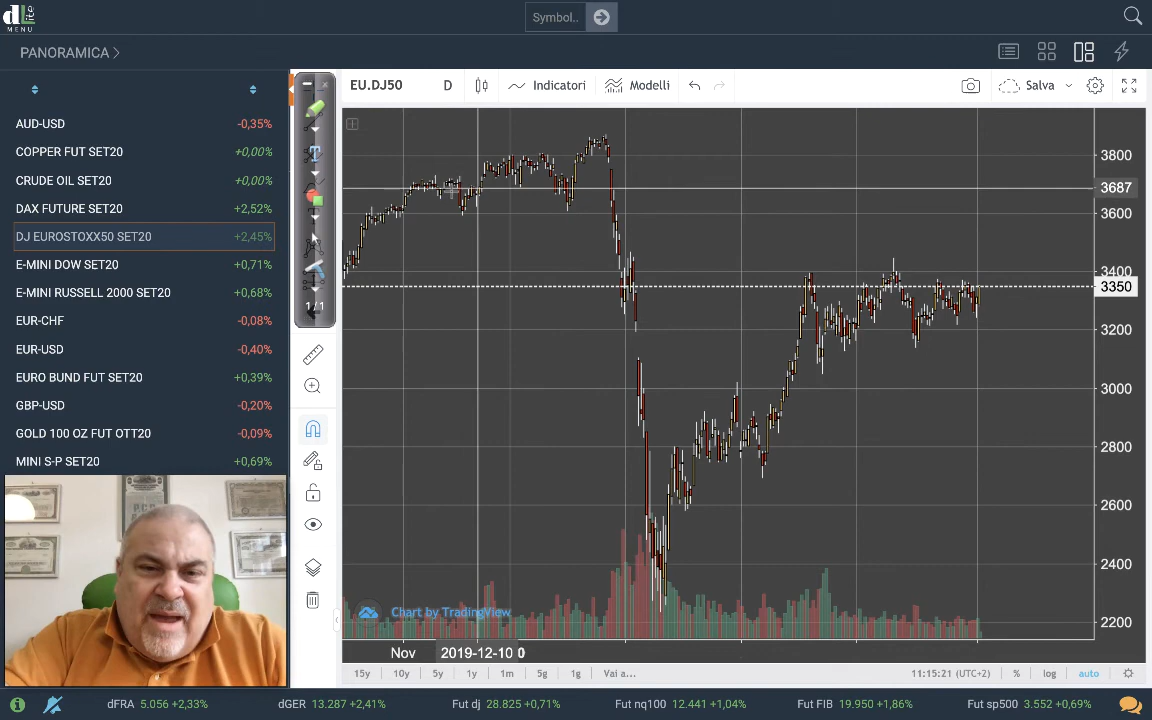 dLite
MENU
Symbol..
PANORAMICA
AUD-USD -0,35%
COPPER FUT SET20 +0,00%
CRUDE OIL SET20 +0,00%
DAX FUTURE SET20 +2,52%
DJ EUROSTOXX50 SET20 +2,45%
E-MINI DOW SET20 +0,71%
E-MINI RUSSELL 2000 SET20 +0,68%
EUR-CHF -0,08%
EUR-USD -0,40%
EURO BUND FUT SET20 +0,39%
GBP-USD -0,20%
GOLD 100 OZ FUT OTT20 -0,09%
MINI S-P SET20 +0,69%
1/1
EU.DJ50 D Indicatori Modelli Salva
3800
3687
3600
3400
3350
3200
3000
2800
2600
2400
2200
Chart by TradingView
Nov 2019-12-10 0
15y 10y 5y 1y 1m 5g 1g Vai a... 11:15:21 (UTC+2) % log auto
dFRA 5.056 +2,33% dGER 13.287 +2,41% Fut dj 28.825 +0,71% Fut nq100 12.441 +1,04% Fut FIB 19.950 +1,86% Fut sp500 3.552 +0,69%